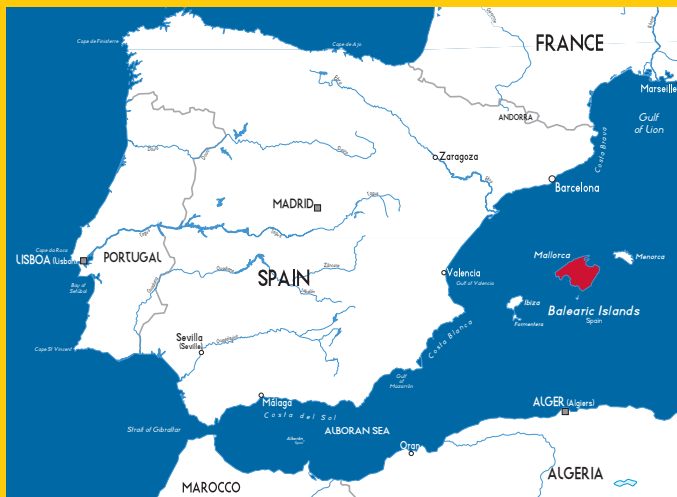 Cape de Finisterre
Cape de Ajo
FRANCE
Marseille
Gulf
of Lion
ANDORRA
Costa Brava
Zaragoza
Barcelona
MADRID
Cape da Roca
LISBOA (Lisbon)
PORTUGAL
Bay of
Setúbal
SPAIN
Valencia
Gulf of Valencia
Mallorca
Menorca
Ibiza
Formentera
Balearic Islands
Spain
Cape St Vincent
Sevilla
(Seville)
Costa Blanca
Gulf
of
Mazarrón
Málaga
Costa del Sol
ALGER (Algiers)
Strait of Gibraltar
ALBORAN SEA
Alborán
Spain
Oran
MAROCCO
ALGERIA